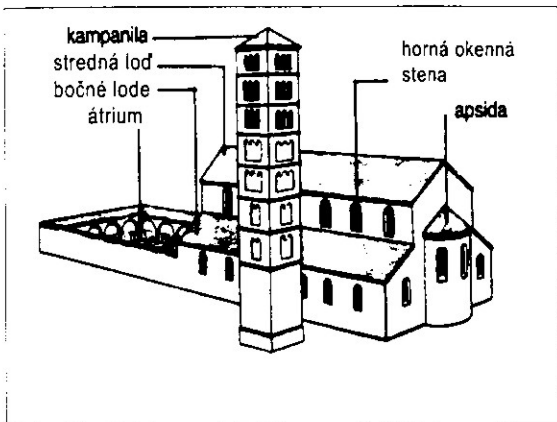 kampanila
stredná loď
bočné lode
átrium
horná okenná
stena
apsida